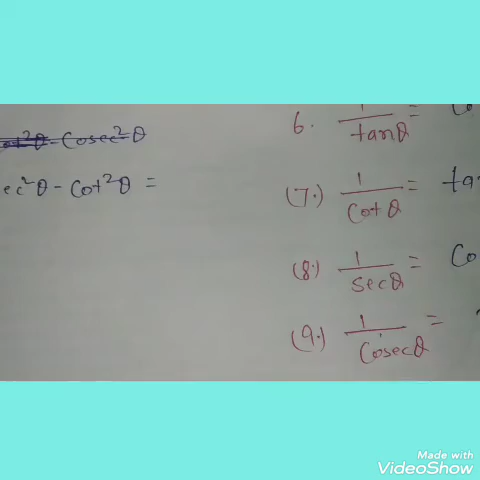 - Cosec²θ
ec²θ - Cot²θ =
6. 1/tanθ = Co
(7.) 1/Cotθ = ta
(8.) 1/secθ = Co
(9.) 1/Cosecθ =
Made with
VideoShow